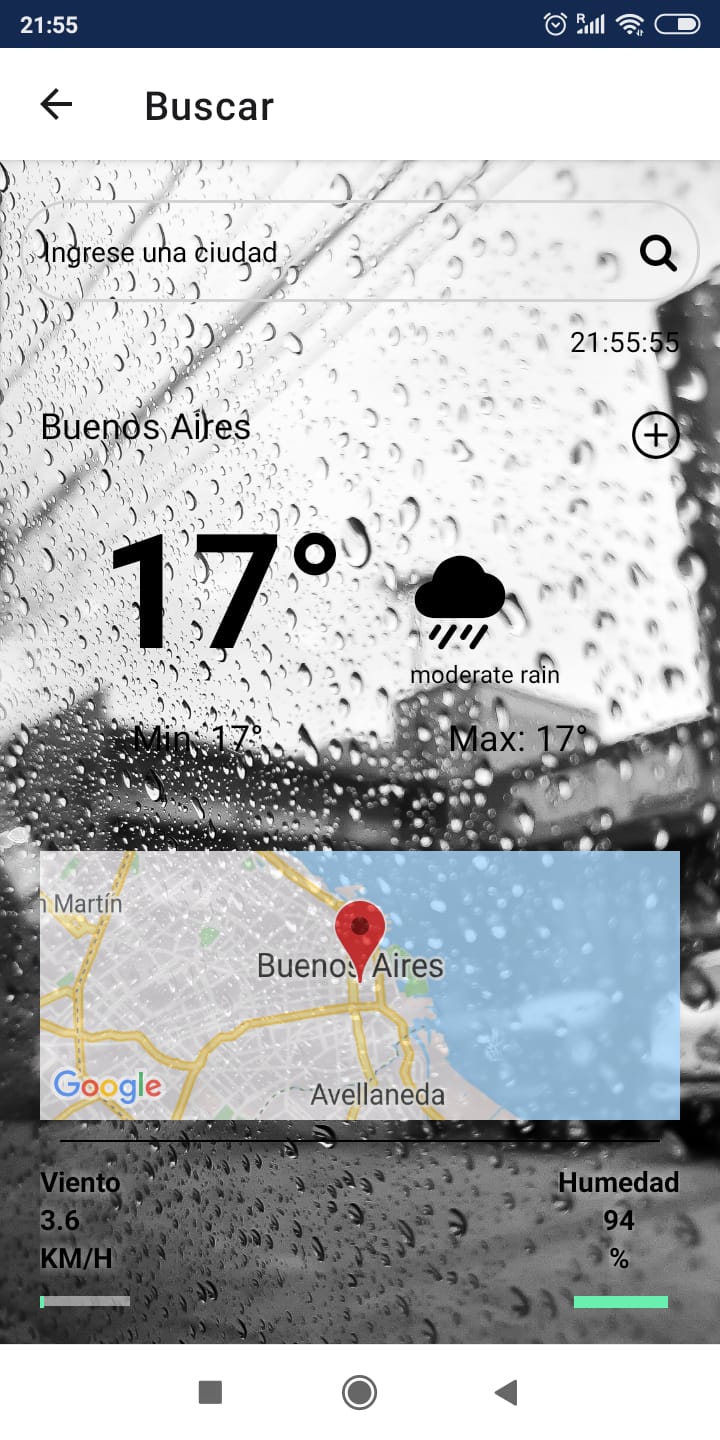 21:55
R
Buscar
Ingrese una ciudad
21:55:55
Buenos Aires
17°
moderate rain
Min: 17°
Max: 17°
n Martín
Buenos Aires
Google
Avellaneda
Viento
3.6
KM/H
Humedad
94
%